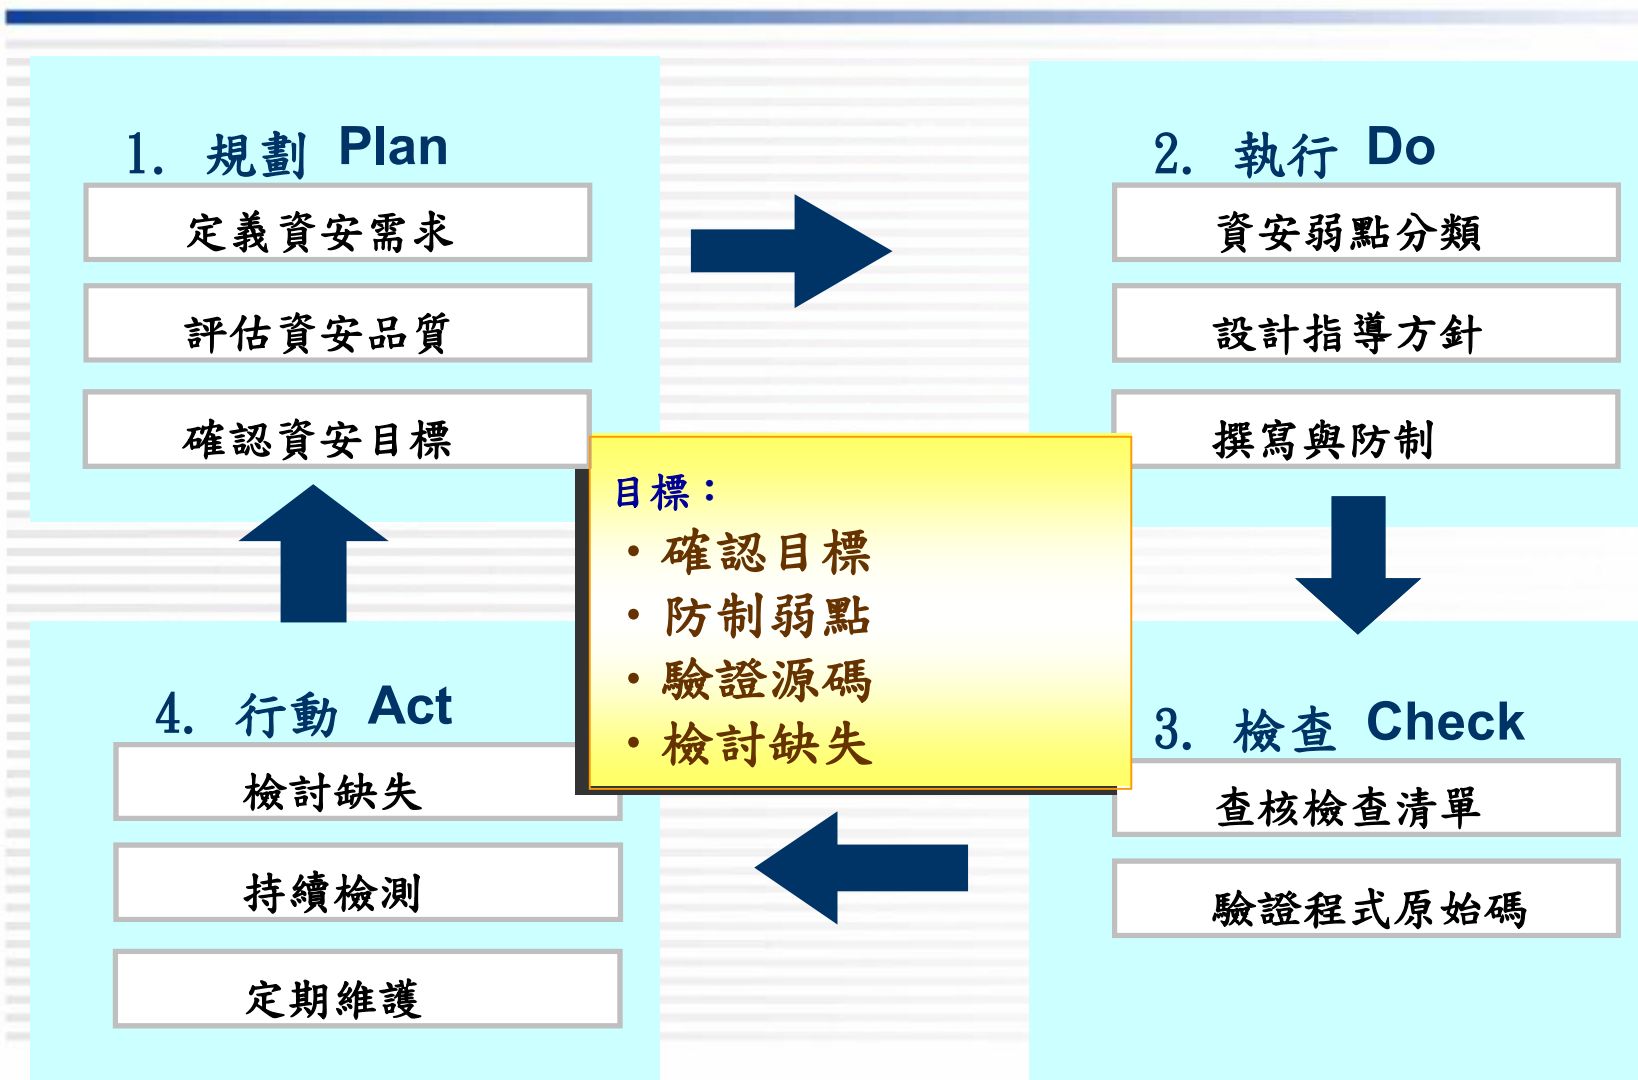 1. 規劃 Plan
定義資安需求
評估資安品質
確認資安目標
2. 執行 Do
資安弱點分類
設計指導方針
撰寫與防制
目標：
・確認目標
・防制弱點
・驗證源碼
・檢討缺失
3. 檢查 Check
查核檢查清單
驗證程式原始碼
4. 行動 Act
檢討缺失
持續檢測
定期維護